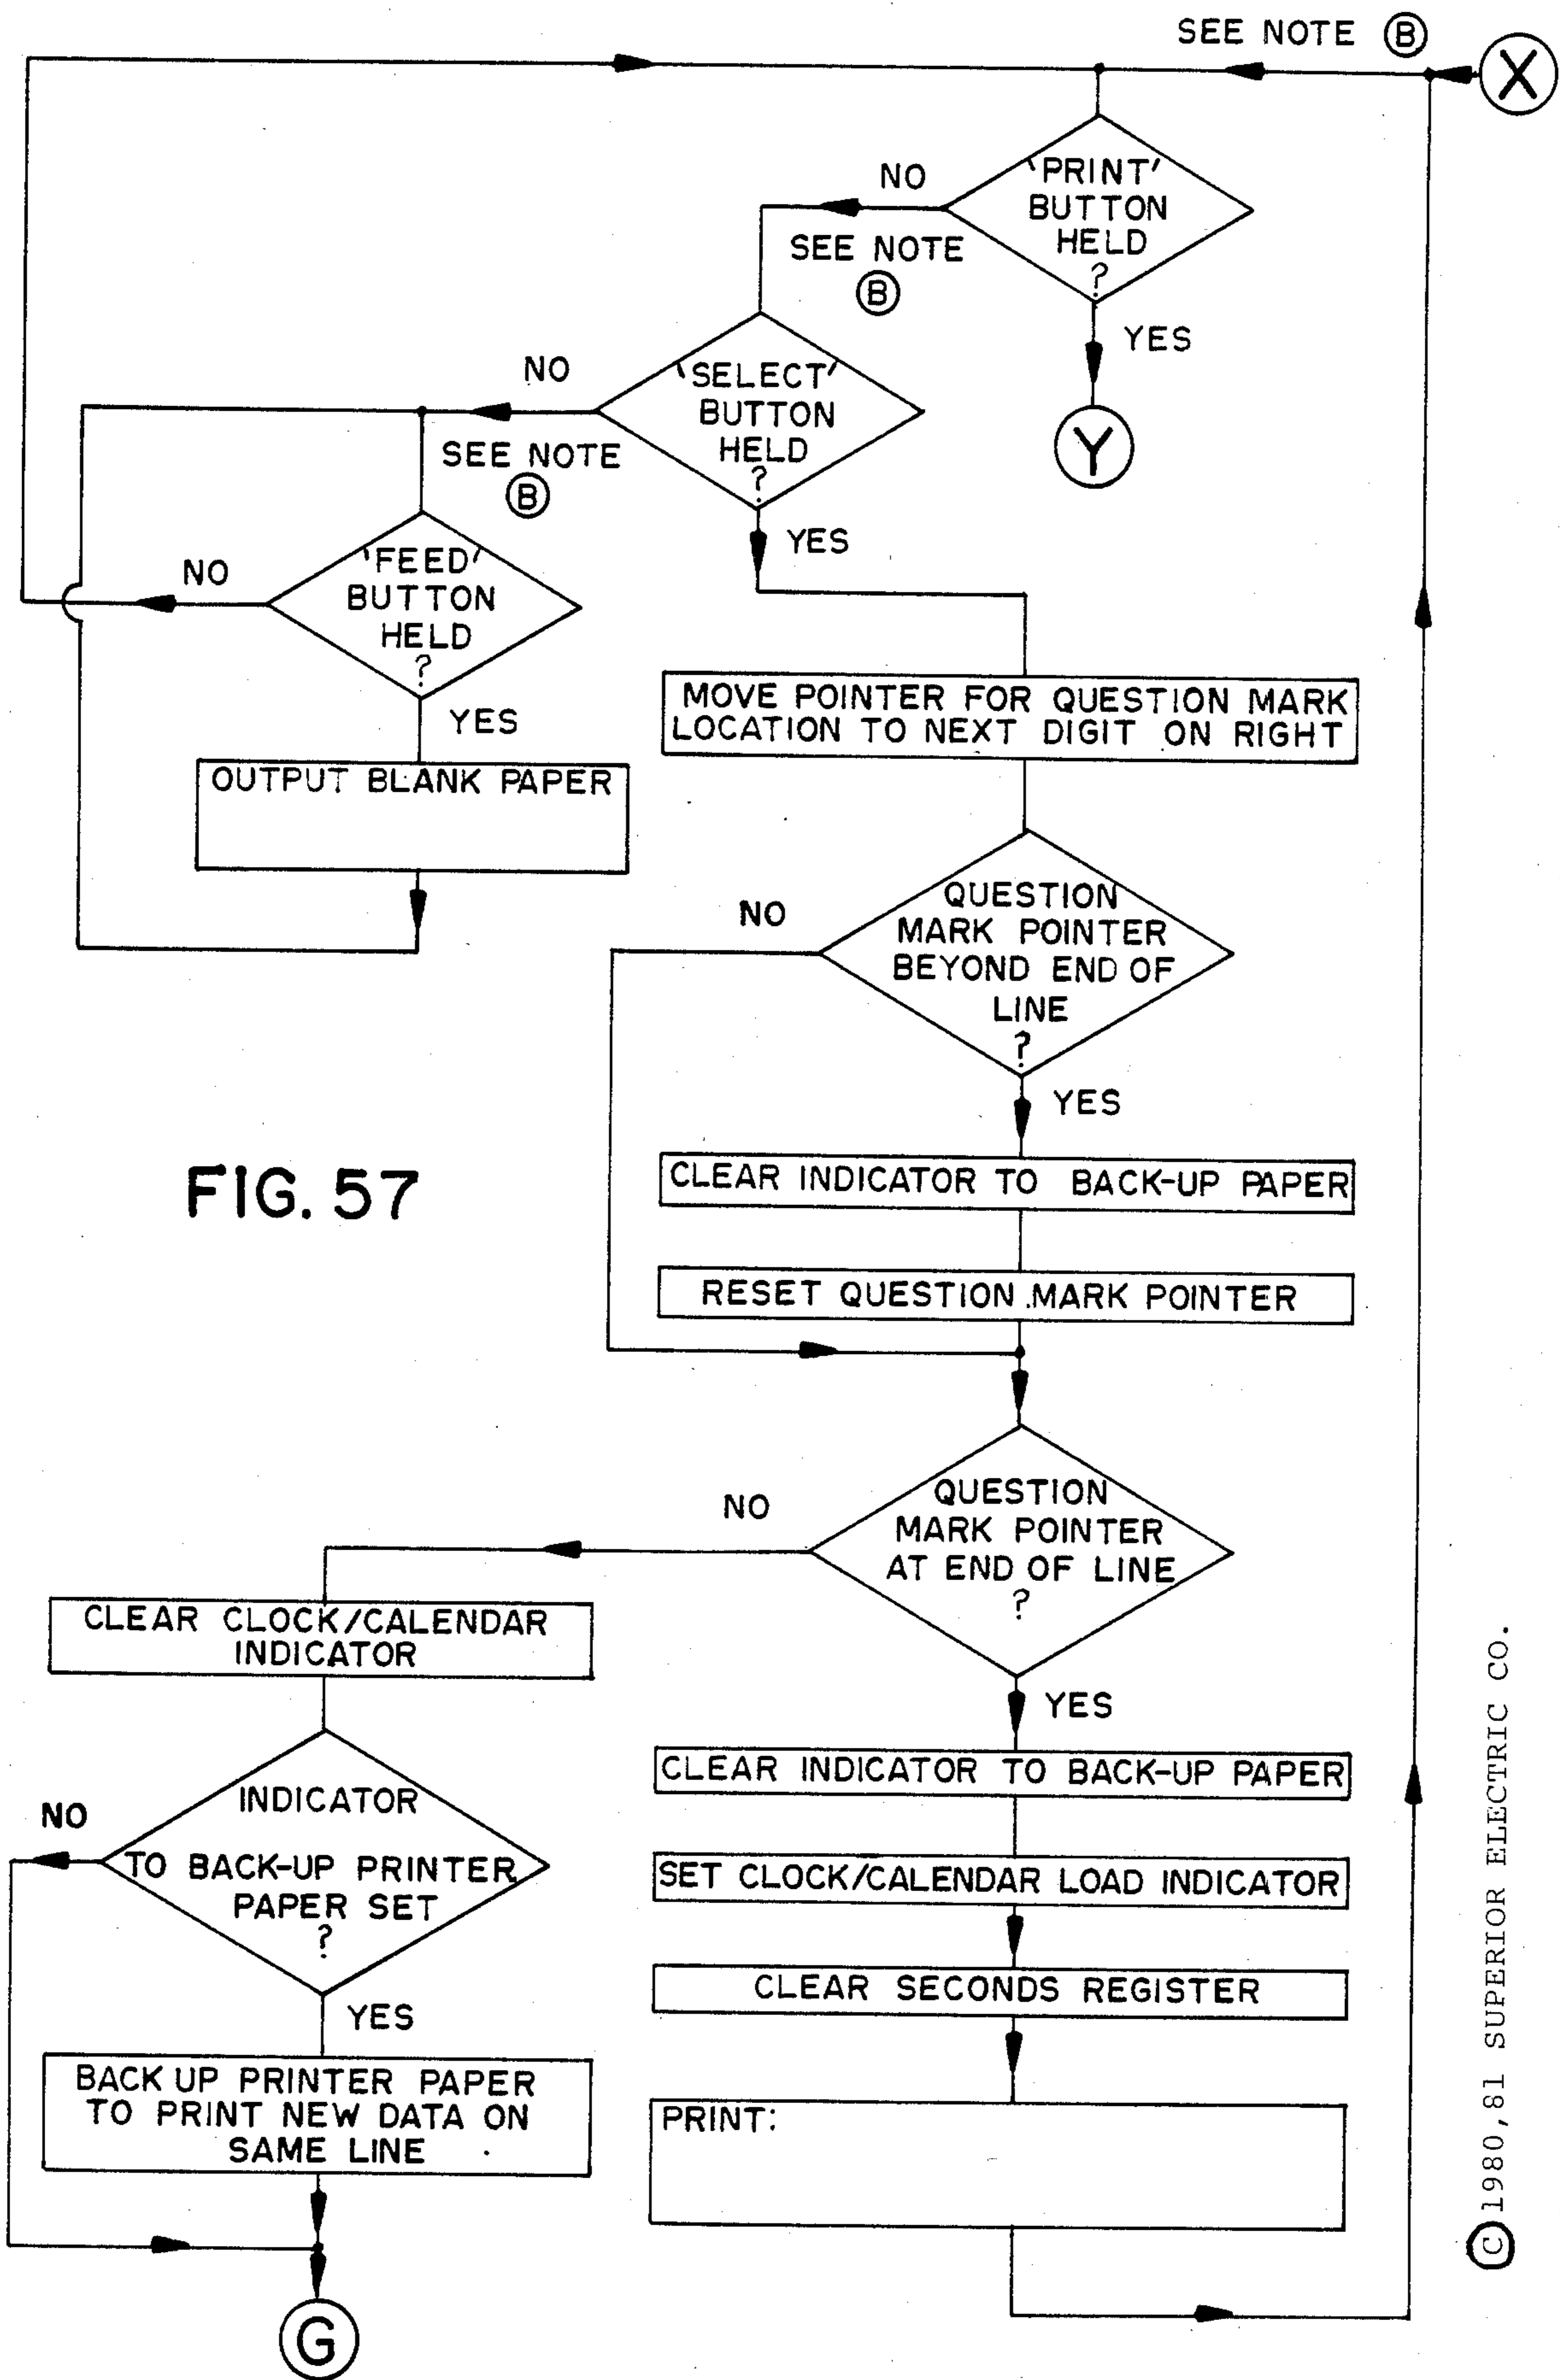 SEE NOTE Ⓑ
X
'PRINT'
BUTTON
HELD
?
NO
SEE NOTE
Ⓑ
YES
Y
'SELECT'
BUTTON
HELD
?
NO
SEE NOTE
Ⓑ
YES
'FEED'
BUTTON
HELD
?
NO
YES
OUTPUT BLANK PAPER
MOVE POINTER FOR QUESTION MARK
LOCATION TO NEXT DIGIT ON RIGHT
QUESTION
MARK POINTER
BEYOND END OF
LINE
?
NO
YES
FIG. 57
CLEAR INDICATOR TO BACK-UP PAPER
RESET QUESTION MARK POINTER
QUESTION
MARK POINTER
AT END OF LINE
?
NO
YES
CLEAR CLOCK/CALENDAR
INDICATOR
INDICATOR
TO BACK-UP PRINTER
PAPER SET
?
NO
YES
BACK UP PRINTER PAPER
TO PRINT NEW DATA ON
SAME LINE
G
CLEAR INDICATOR TO BACK-UP PAPER
SET CLOCK/CALENDAR LOAD INDICATOR
CLEAR SECONDS REGISTER
PRINT:
© 1980,81 SUPERIOR ELECTRIC CO.